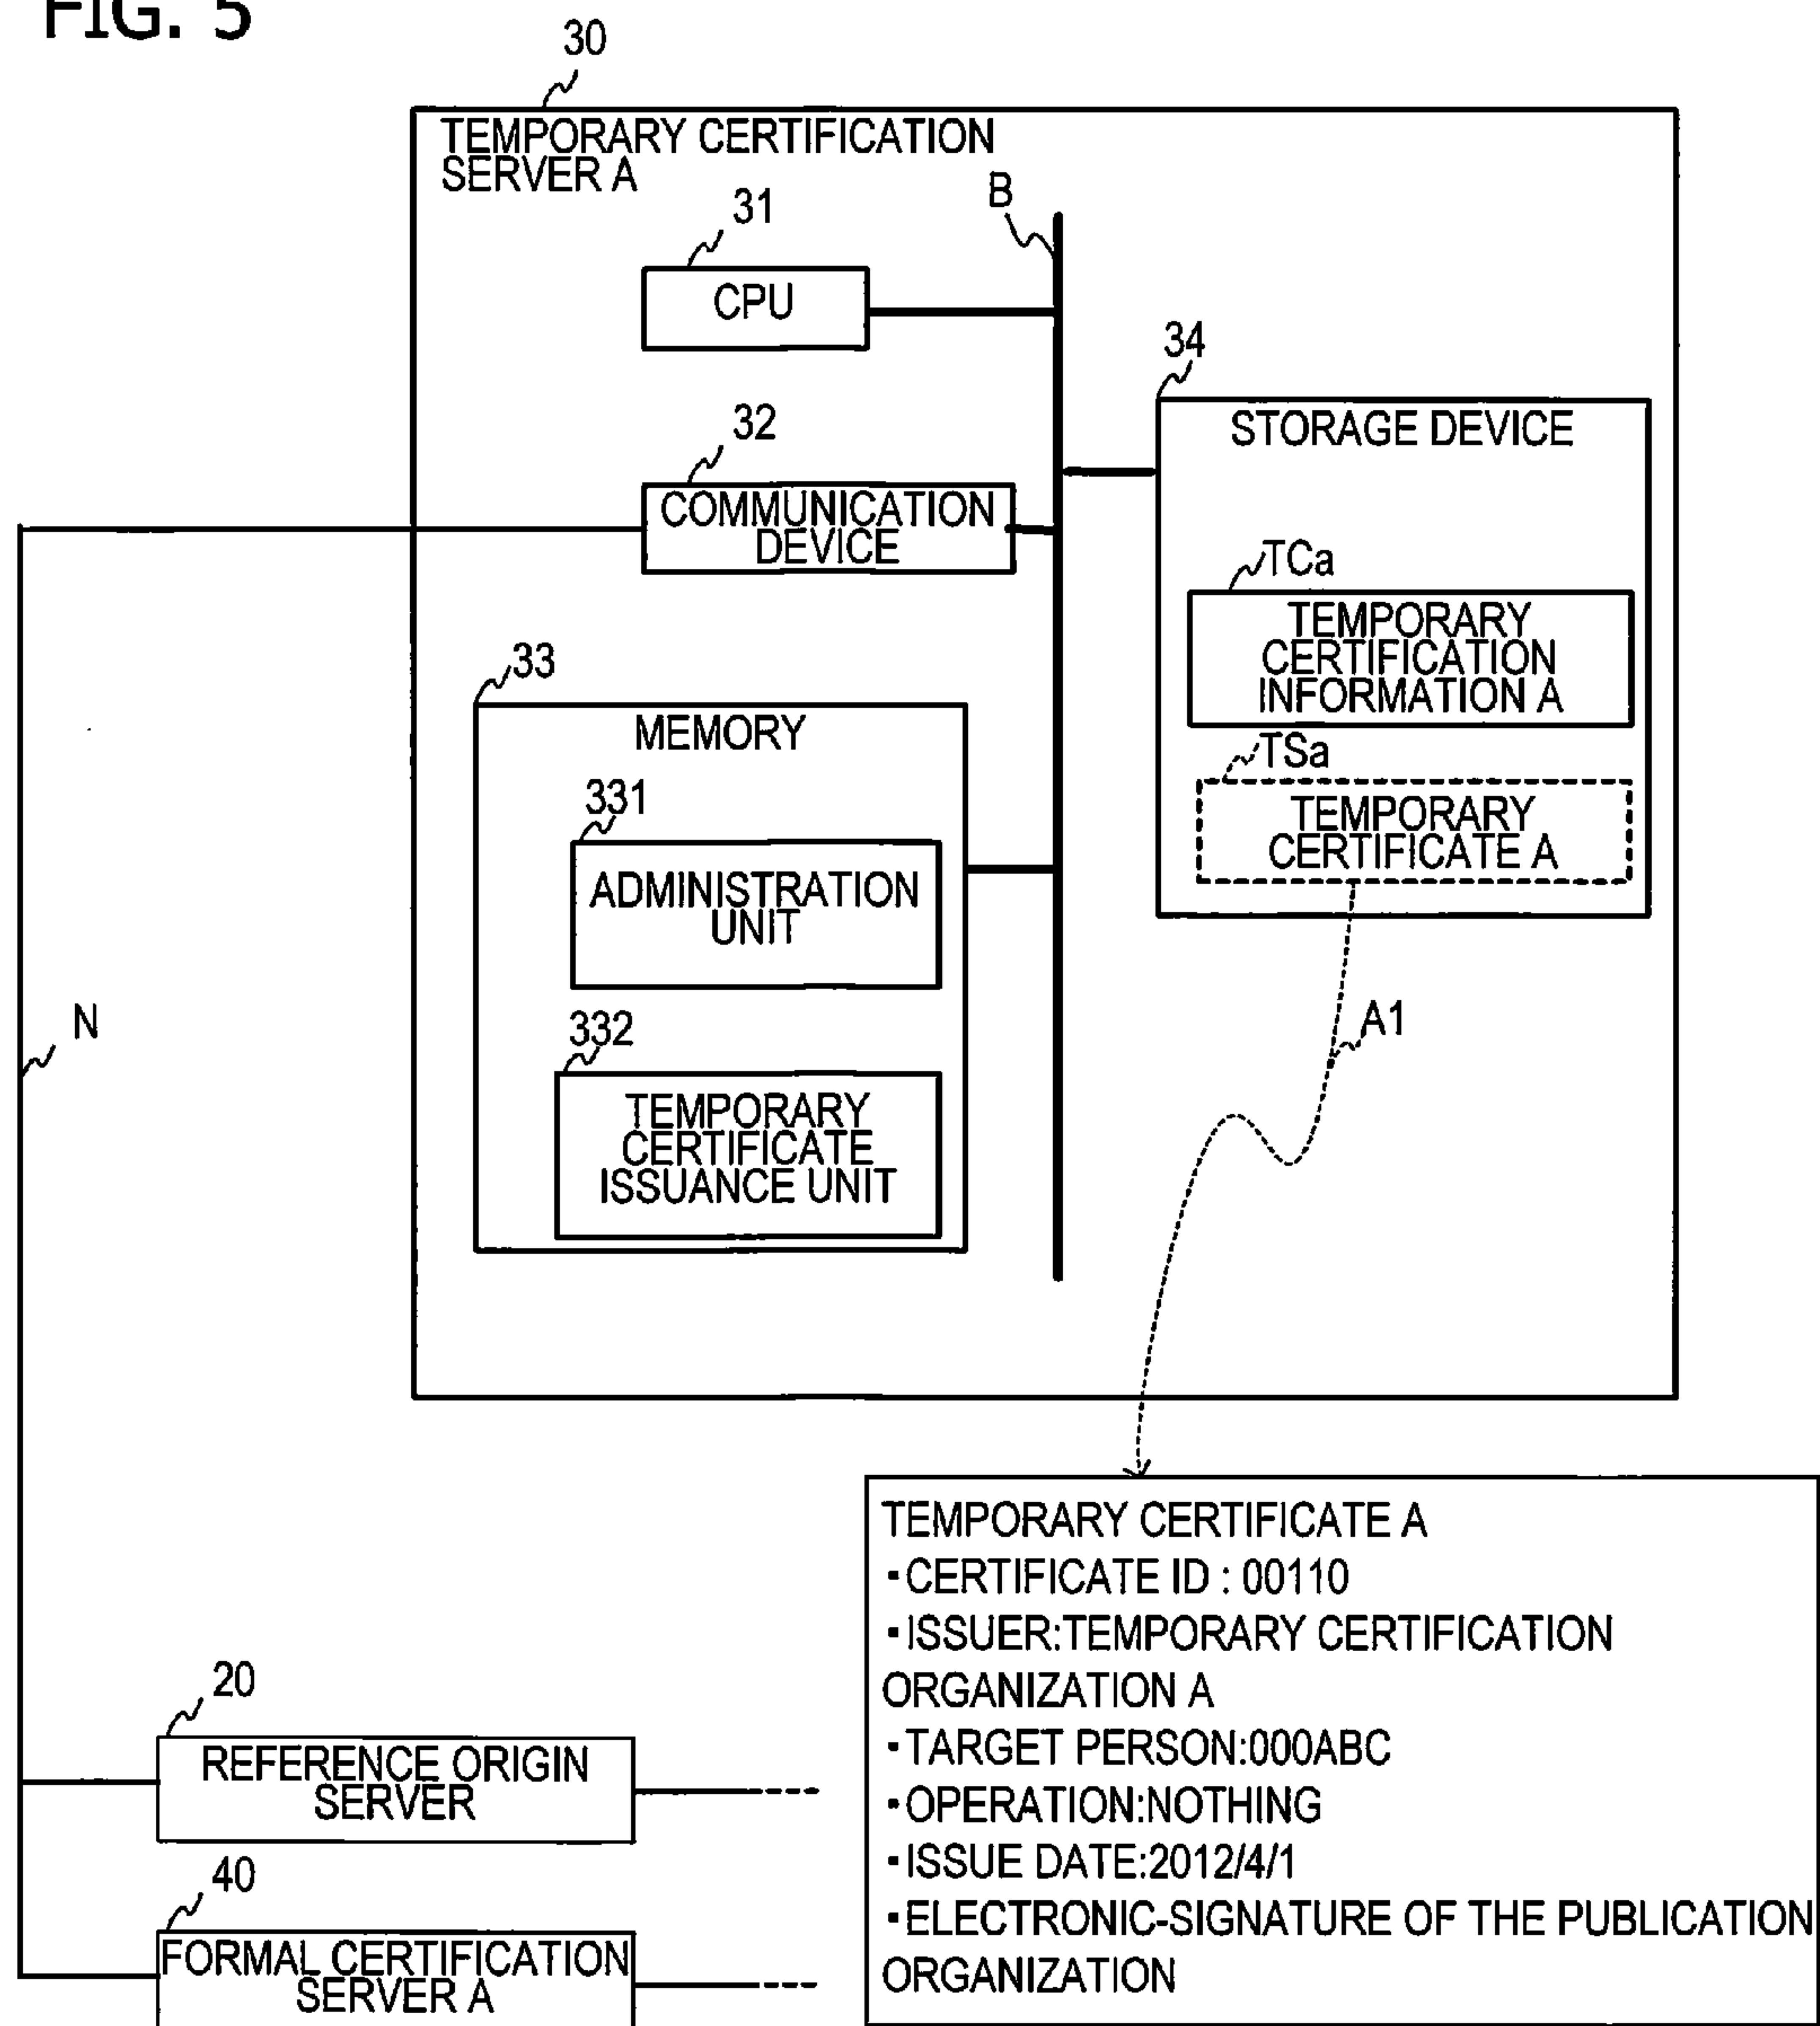 FIG. 5
30
TEMPORARY CERTIFICATION
SERVER A
31
CPU
B
32
COMMUNICATION
DEVICE
34
STORAGE DEVICE
TCa
TEMPORARY
CERTIFICATION
INFORMATION A
TSa
TEMPORARY
CERTIFICATE A
33
MEMORY
331
ADMINISTRATION
UNIT
332
TEMPORARY
CERTIFICATE
ISSUANCE UNIT
N
A1
TEMPORARY CERTIFICATE A
▪CERTIFICATE ID : 00110
▪ISSUER:TEMPORARY CERTIFICATION
ORGANIZATION A
▪TARGET PERSON:000ABC
▪OPERATION:NOTHING
▪ISSUE DATE:2012/4/1
▪ELECTRONIC-SIGNATURE OF THE PUBLICATION
ORGANIZATION
20
REFERENCE ORIGIN
SERVER
40
FORMAL CERTIFICATION
SERVER A